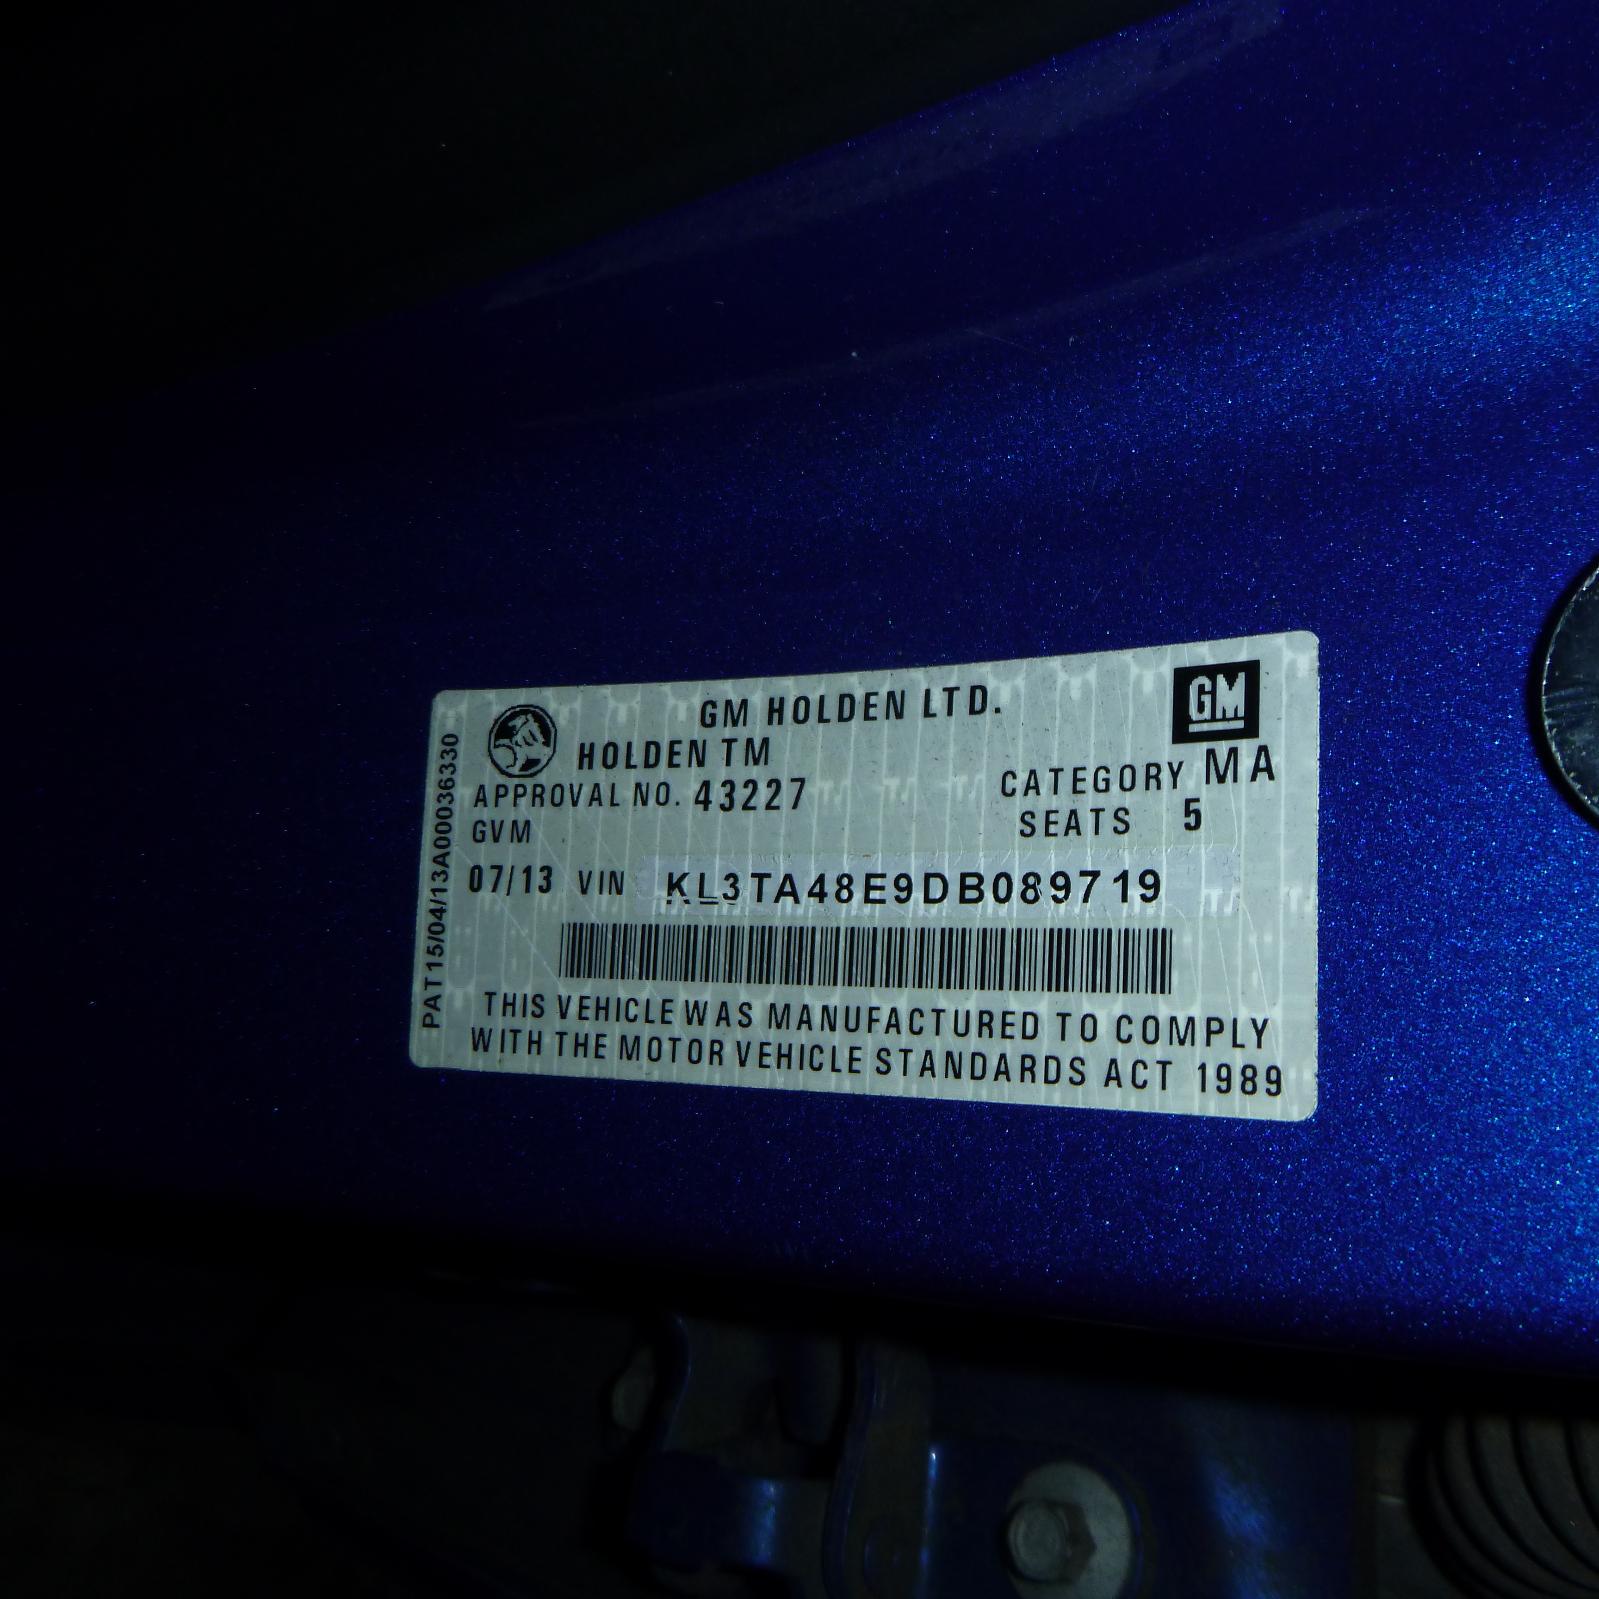 GM HOLDEN LTD.
GM
HOLDEN TM
APPROVAL NO. 43227
CATEGORY MA
GVM
SEATS 5
07/13 VIN KL3TA48E9DB089719
THIS VEHICLE WAS MANUFACTURED TO COMPLY
WITH THE MOTOR VEHICLE STANDARDS ACT 1989
PAT15/04/13A00036330